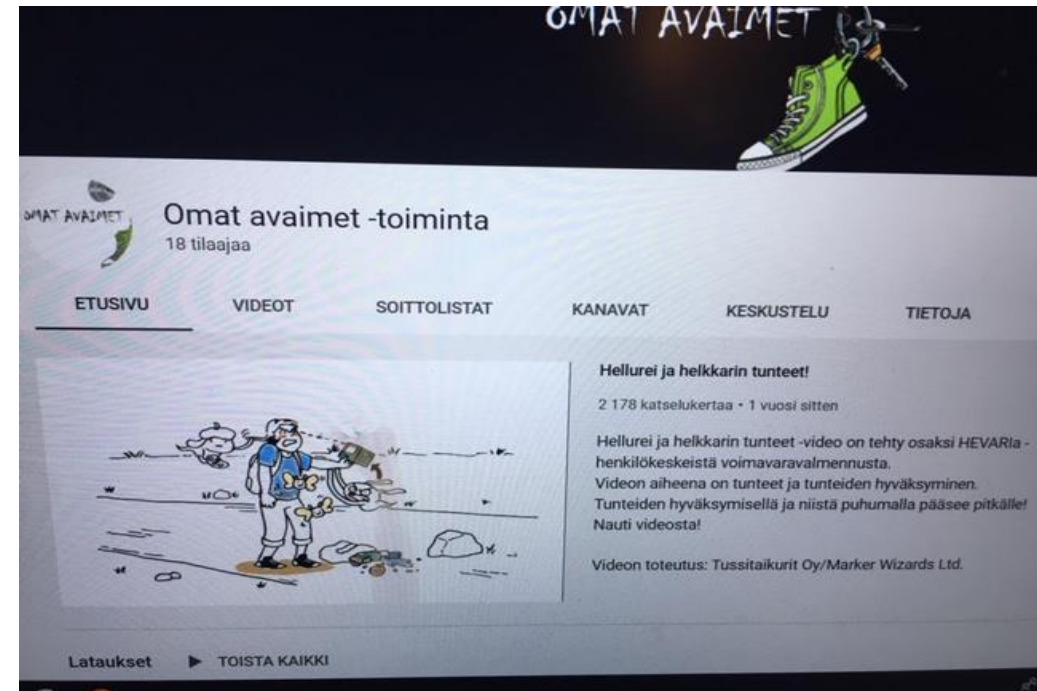 OMAT AVAIMET
OMAT AVAIMET
Omat avaimet -toiminta
18 tilaajaa
ETUSIVU VIDEOT SOITTOLISTAT KANAVAT KESKUSTELU TIETOJA
Hellurei ja helkkarin tunteet!
2 178 katselukertaa • 1 vuosi sitten
Hellurei ja helkkarin tunteet -video on tehty osaksi HEVARIa -
henkilökeskeistä voimavaravalmennusta.
Videon aiheena on tunteet ja tunteiden hyväksyminen.
Tunteiden hyväksymisellä ja niistä puhumalla pääsee pitkälle!
Nauti videosta!
Videon toteutus: Tussitaikurit Oy/Marker Wizards Ltd.
Lataukset ▶ TOISTA KAIKKI